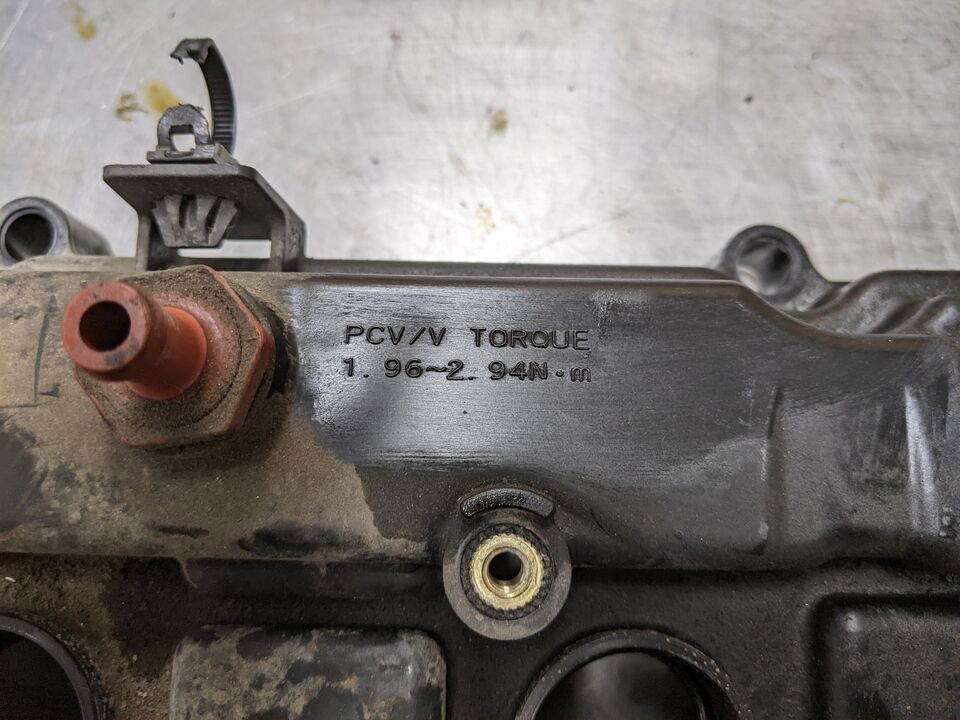 PCV/V TORQUE
1.96~2.94N·m